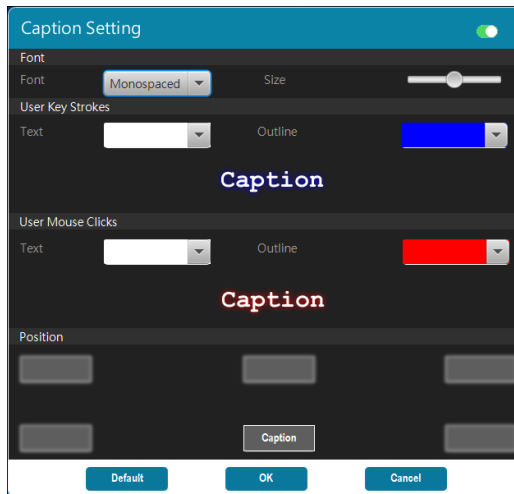 Caption Setting
Font
Font Monospaced Size
User Key Strokes
Text Outline
Caption
User Mouse Clicks
Text Outline
Caption
Position
Caption
Default OK Cancel